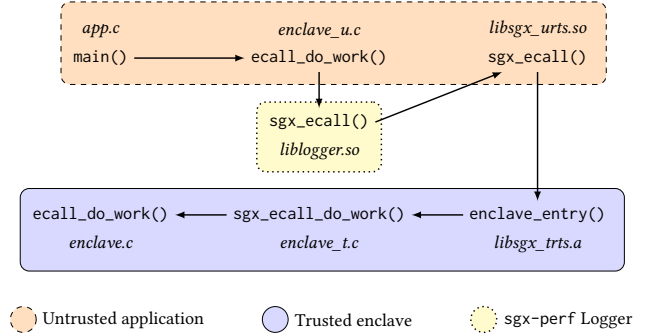 app.c enclave_u.c libsgx_urts.so
main() ecall_do_work() sgx_ecall()
sgx_ecall()
liblogger.so
ecall_do_work() sgx_ecall_do_work() enclave_entry()
enclave.c enclave_t.c libsgx_trts.a
Untrusted application Trusted enclave sgx-perf Logger